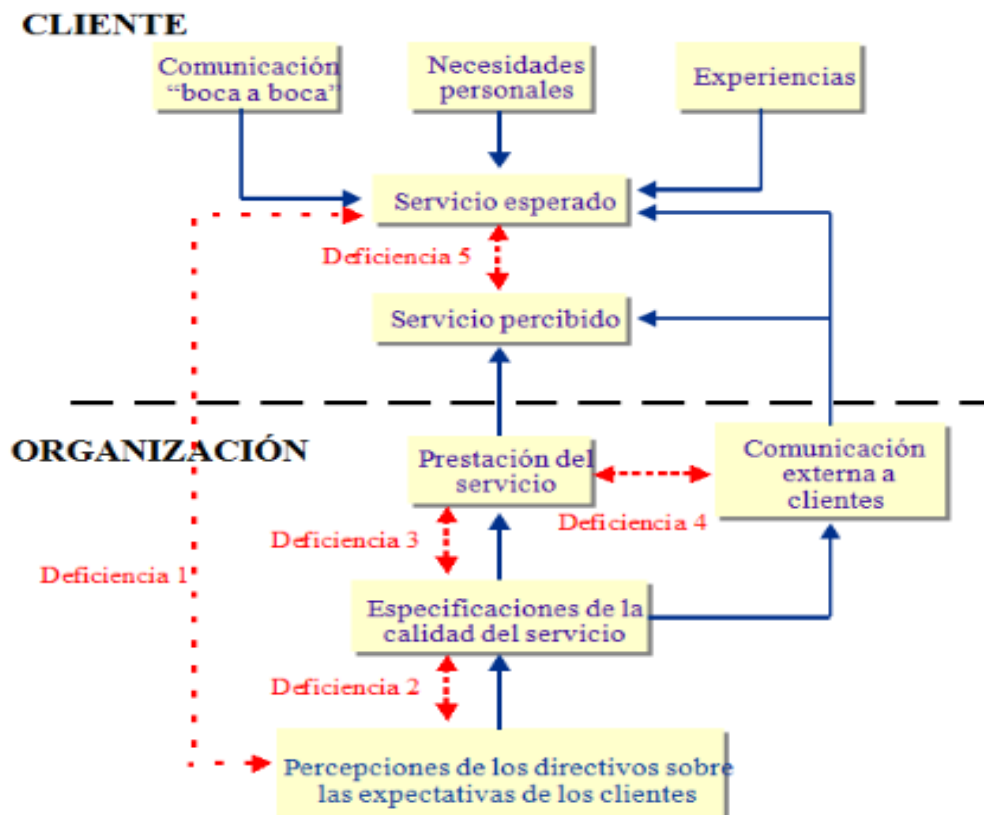 CLIENTE
Comunicación
“boca a boca”
Necesidades
personales
Experiencias
Servicio esperado
Deficiencia 5
Servicio percibido
ORGANIZACIÓN
Prestación del
servicio
Comunicación
externa a
clientes
Deficiencia 4
Deficiencia 3
Deficiencia 1
Especificaciones de la
calidad del servicio
Deficiencia 2
Percepciones de los directivos sobre
las expectativas de los clientes